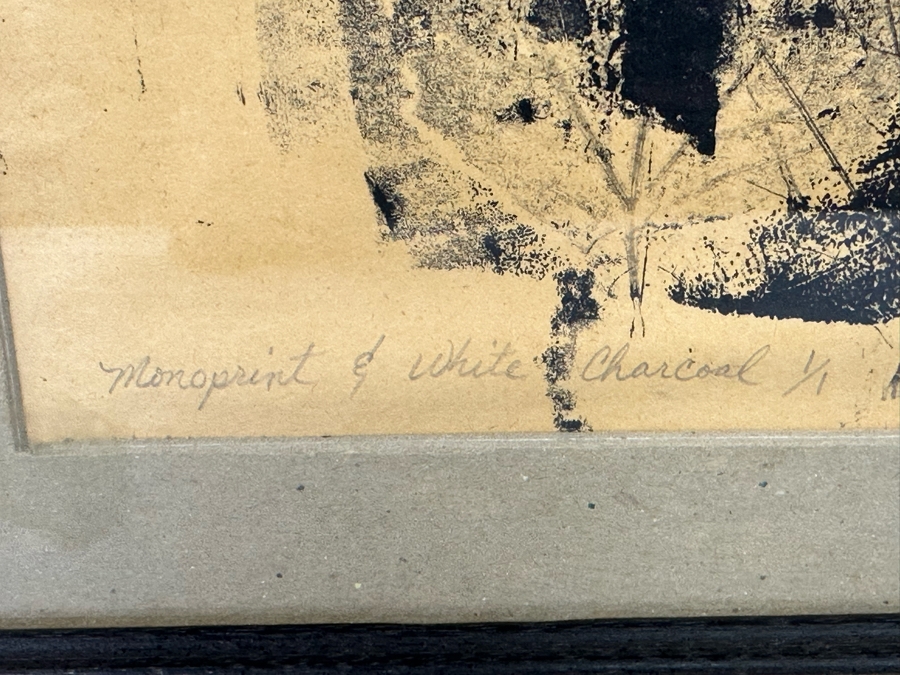 Monoprint & White Charcoal 1/1